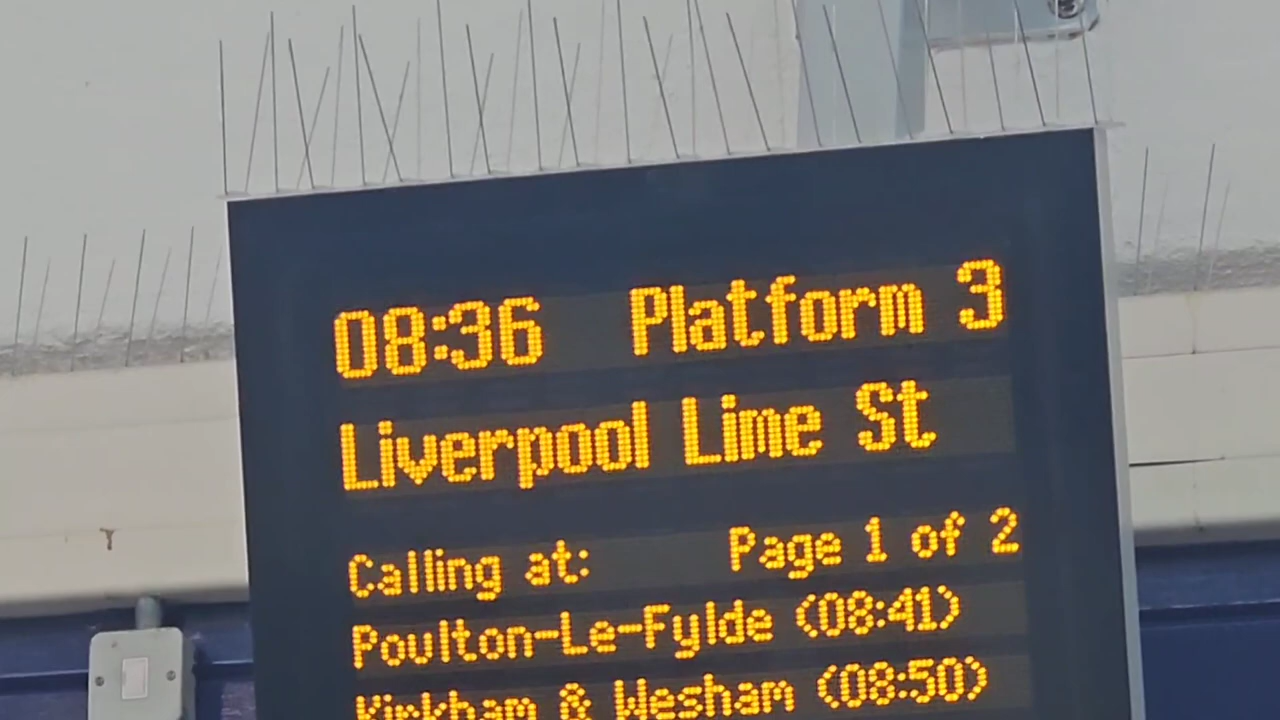 08:36 Platform 3
Liverpool Lime St
Calling at: Page 1 of 2
Poulton-Le-Fylde (08:41)
Kirkham & Wesham (08:50)